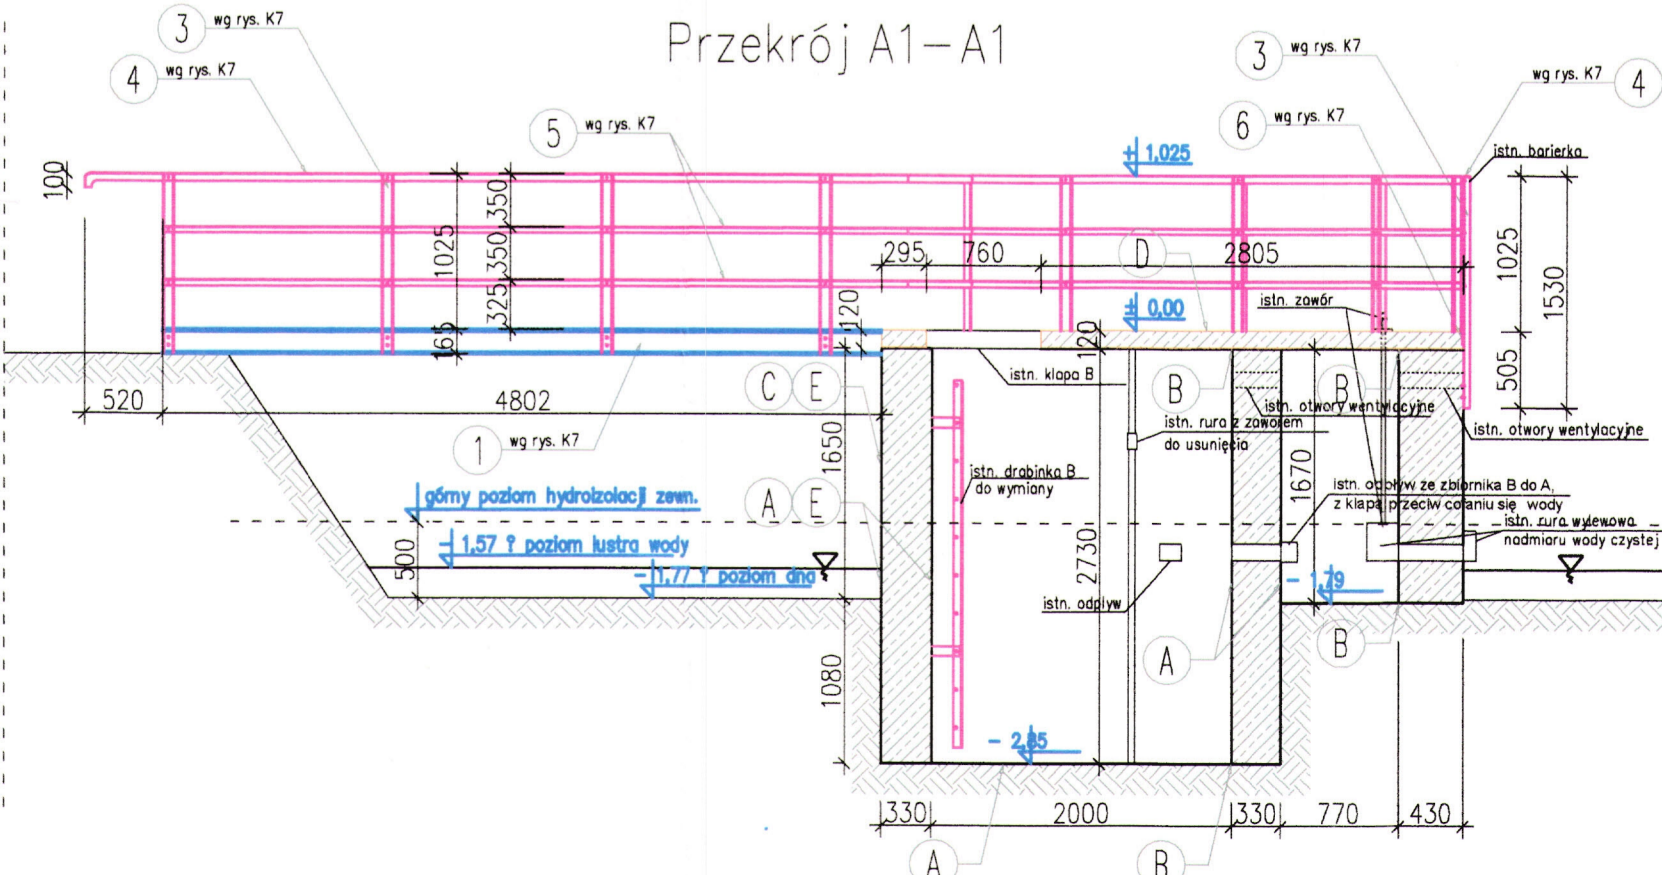 Przekrój A1-A1
3 wg rys. K7
4 wg rys. K7
5 wg rys. K7
3 wg rys. K7
wg rys. K7 4
6 wg rys. K7
istn. barierka
+ 1,025
100
1025
350
350
325
165
120
295
760
2805
D
± 0,00
istn. zawór
1025
1530
505
120
istn. klapa B
C E
B
B
istn. otwory wentylacyjne
istn. otwory wentylacyjne
520
4802
1 wg rys. K7
istn. rura z zaworem
do usunięcia
1650
1670
istn. drabinka B
do wymiany
A E
istn. odpływ ze zbiornika B do A,
z klapą przeciw cofaniu się wody
istn. rura wylewowa
nadmiaru wody czystej
górny poziom hydroizolacji zewn.
- 1,57 ? poziom lustra wody
500
- 1,77 ? poziom dna
2730
- 1,79
istn. odpływ
B
A
1080
- 2,85
330
2000
330
770
430
A
B